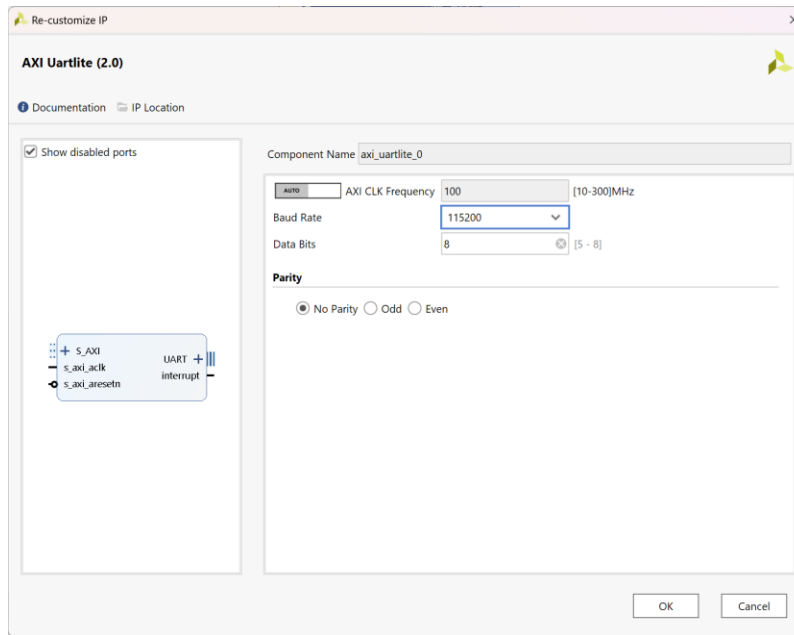 Re-customize IP
AXI Uartlite (2.0)
Documentation IP Location
Show disabled ports
S_AXI
s_axi_aclk
s_axi_aresetn
UART
interrupt
Component Name axi_uartlite_0
AUTO AXI CLK Frequency 100 [10-300]MHz
Baud Rate 115200
Data Bits 8 [5 - 8]
Parity
No Parity Odd Even
OK Cancel